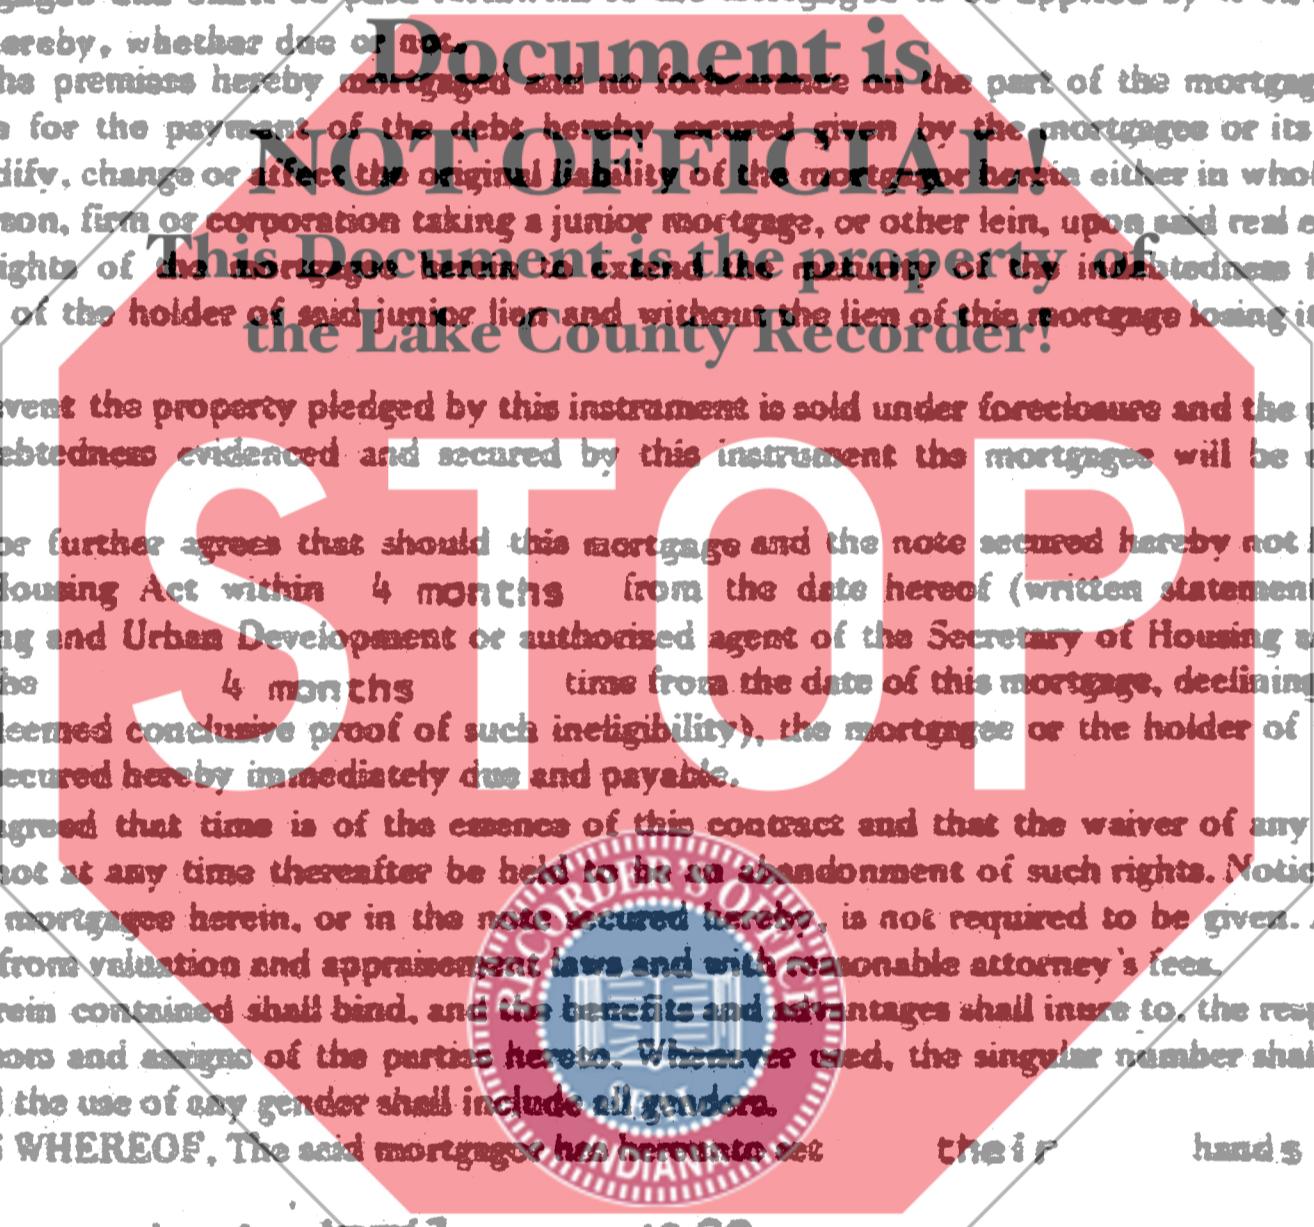 ereby, whether due or not.
Document is
the premises hereby mortgaged and no forbearance on the part of the mortgag
for the payment of the debt hereby secured given by the mortgagee or its
NOT OFFICIAL!
dify, change or affect the original liability of the mortgagor herein either in who
son, firm or corporation taking a junior mortgage, or other lein, upon said real
This Document is the property of
ights of the mortgagee herein to extend the maturity of the indebtedness
of the holder of said junior lien and without the lien of this mortgage losing
the Lake County Recorder!
vent the property pledged by this instrument is sold under foreclosure and the
ebtedness evidenced and secured by this instrument the mortgagee will be
STOP
or further agrees that should this mortgage and the note secured hereby not
Housing Act within 4 months from the date hereof (written statement
ng and Urban Development or authorized agent of the Secretary of Housing
he 4 months time from the date of this mortgage, declining
deemed conclusive proof of such ineligibility), the mortgagee or the holder of
ecured hereby immediately due and payable.
agreed that time is of the essence of this contract and that the waiver of any
not at any time thereafter be held to be an abandonment of such rights. Notic
mortgagee herein, or in the note secured hereby, is not required to be given.
from valuation and appraisement laws and with reasonable attorney's fees.
rein contained shall bind, and the benefits and advantages shall inure to, the
sors and assigns of the parties hereto. Whenever used, the singular number shal
the use of any gender shall include all genders.
WHEREOF, The said mortgagor has hereunto set their hands
RECORDER'S OFFICE
SEAL
INDIANA